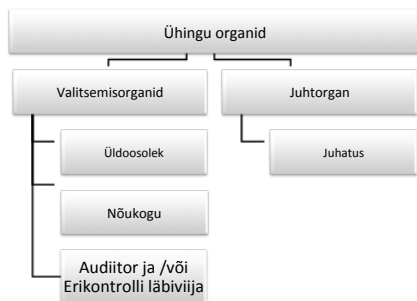 Ühingu organid
Valitsemisorganid
Juhtorgan
Üldoosolek
Juhatus
Nõukogu
Audiitor ja /või
Erikontrolli läbiviija